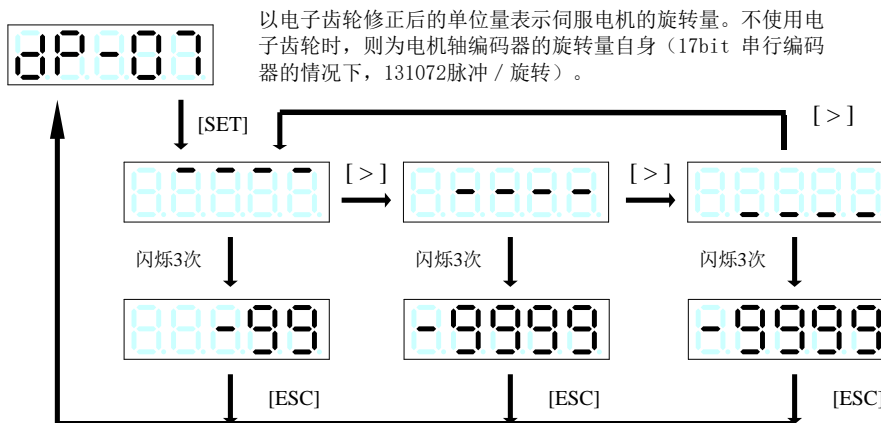 以电子齿轮修正后的单位量表示伺服电机的旋转量。不使用电
子齿轮时，则为电机轴编码器的旋转量自身（17bit 串行编码
器的情况下，131072脉冲／旋转）。
dP-07
[SET]
[＞]
----
[＞]
----
[＞]
----
闪烁3次
闪烁3次
闪烁3次
-99
-9999
-9999
[ESC]
[ESC]
[ESC]